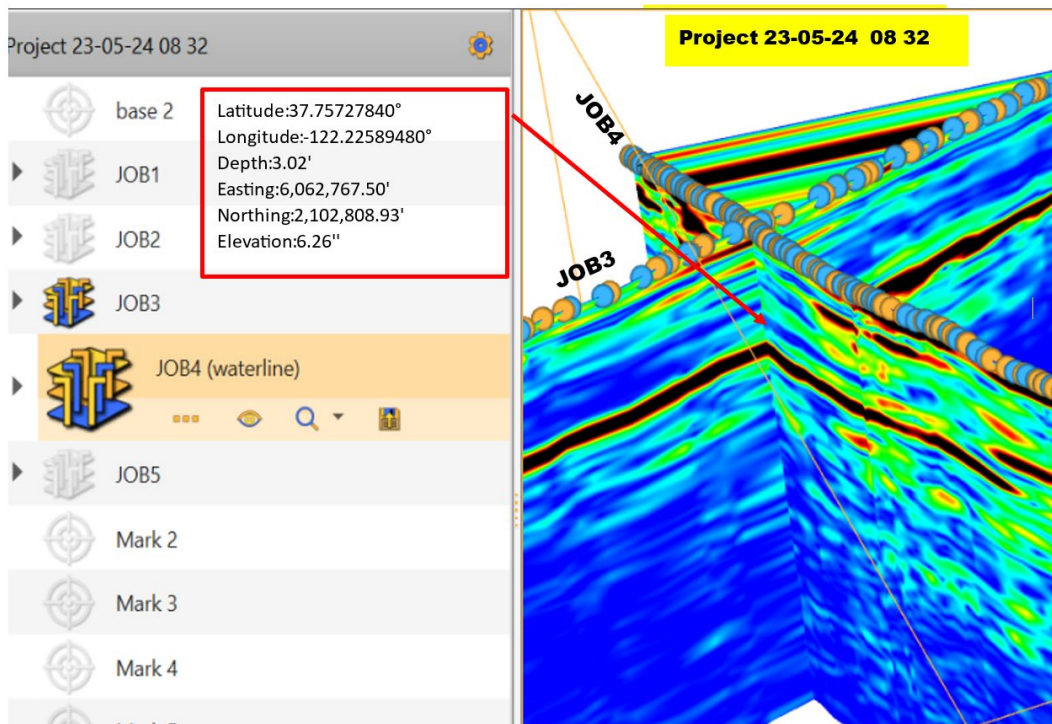 Project 23-05-24 08 32
base 2
Latitude:37.75727840°
Longitude:-122.22589480°
Depth:3.02'
Easting:6,062,767.50'
Northing:2,102,808.93'
Elevation:6.26''
JOB1
JOB2
JOB3
JOB4 (waterline)
JOB5
Mark 2
Mark 3
Mark 4
Project 23-05-24  08 32
JOB4
JOB3